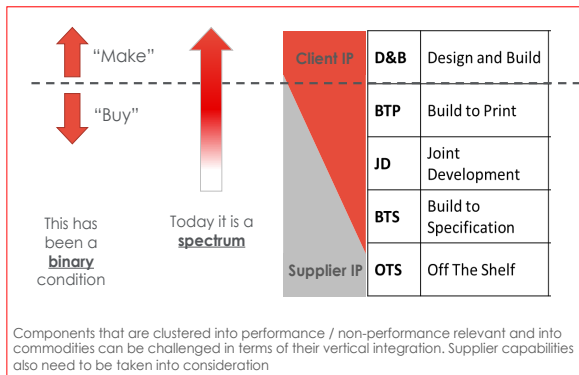 “Make”
“Buy”
This has
been a
binary
condition
Today it is a
spectrum
Client IP
Supplier IP
D&B Design and Build
BTP Build to Print
JD Joint
Development
BTS Build to
Specification
OTS Off The Shelf
Components that are clustered into performance / non-performance relevant and into
commodities can be challenged in terms of their vertical integration. Supplier capabilities
also need to be taken into consideration